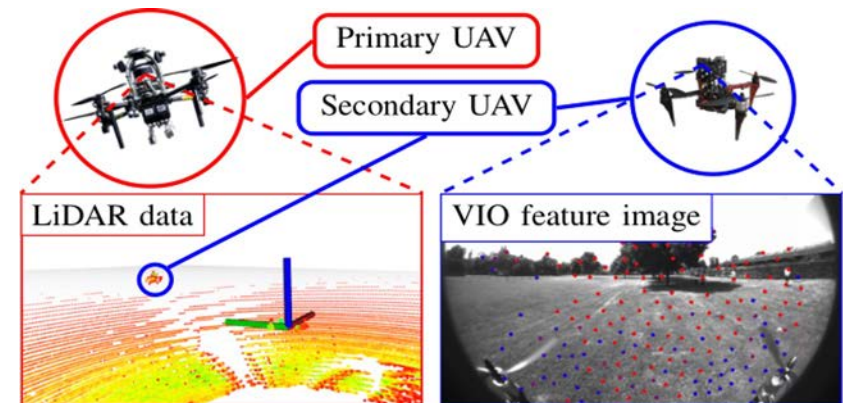 Primary UAV
Secondary UAV
LiDAR data
VIO feature image